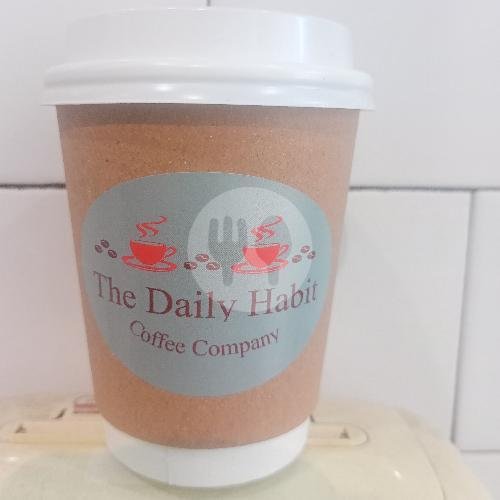 The Daily Habit
Coffee Company